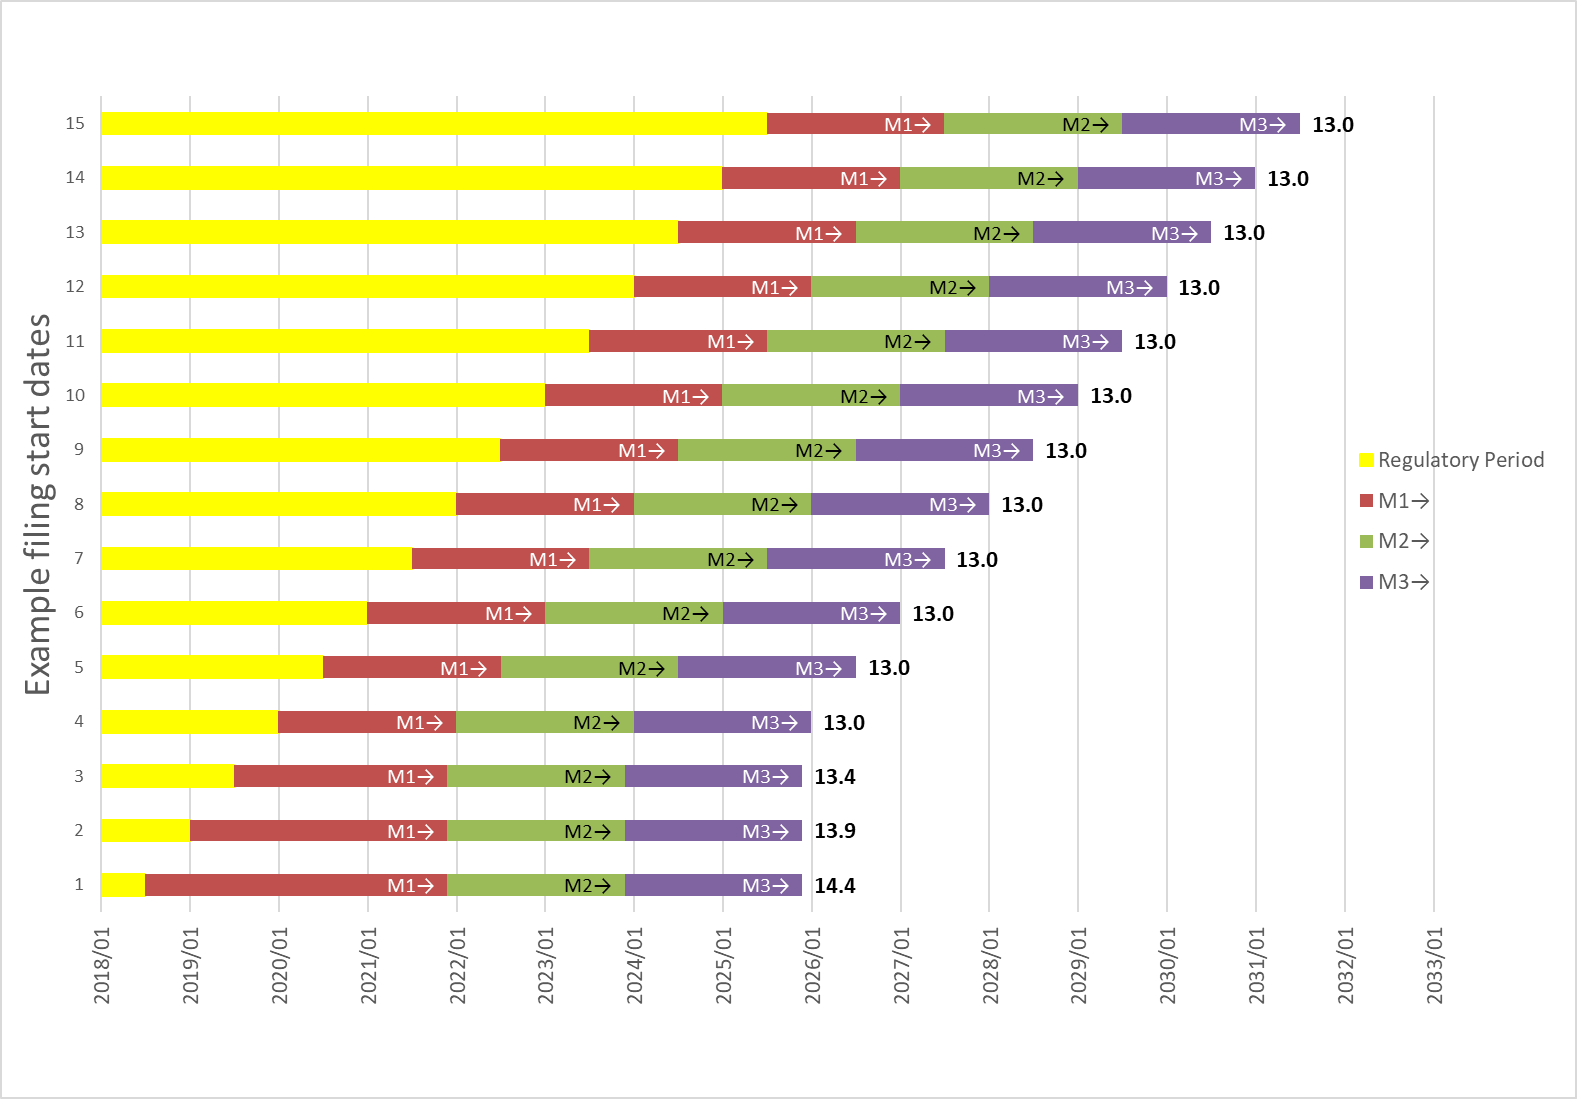 Example filing start dates
15 M1→ M2→ M3→ 13.0
14 M1→ M2→ M3→ 13.0
13 M1→ M2→ M3→ 13.0
12 M1→ M2→ M3→ 13.0
11 M1→ M2→ M3→ 13.0
10 M1→ M2→ M3→ 13.0
9 M1→ M2→ M3→ 13.0
8 M1→ M2→ M3→ 13.0
7 M1→ M2→ M3→ 13.0
6 M1→ M2→ M3→ 13.0
5 M1→ M2→ M3→ 13.0
4 M1→ M2→ M3→ 13.0
3 M1→ M2→ M3→ 13.4
2 M1→ M2→ M3→ 13.9
1 M1→ M2→ M3→ 14.4
2018/01 2019/01 2020/01 2021/01 2022/01 2023/01 2024/01 2025/01 2026/01 2027/01 2028/01 2029/01 2030/01 2031/01 2032/01 2033/01
Regulatory Period
M1→
M2→
M3→